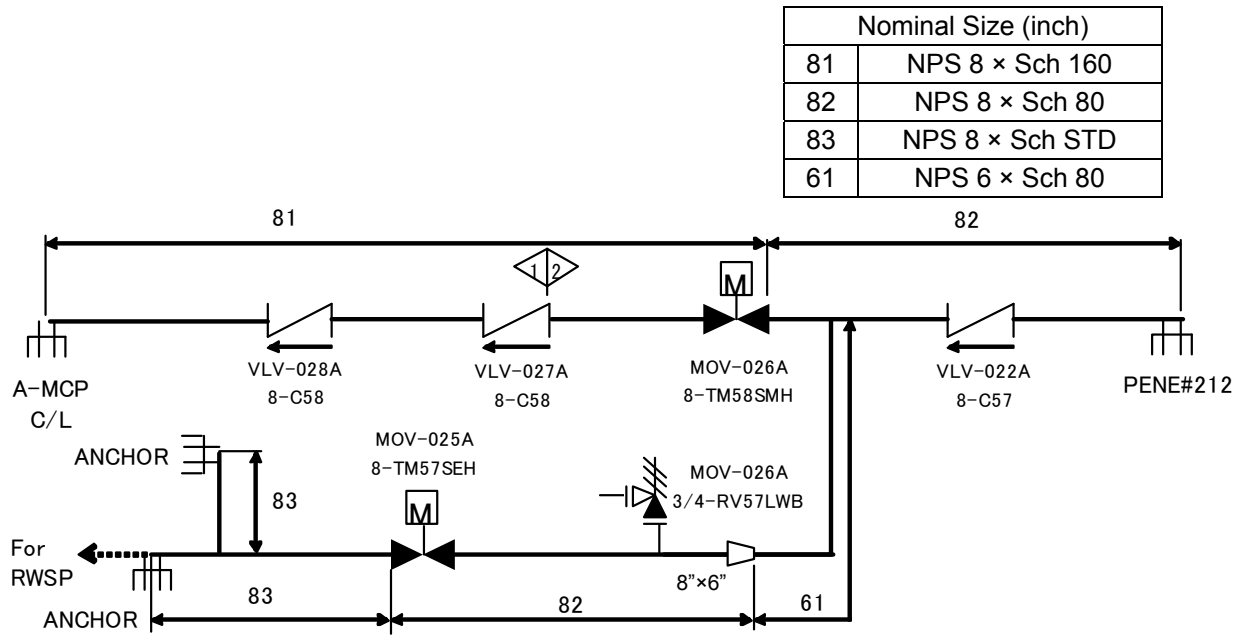 Nominal Size (inch)
81 NPS 8 × Sch 160
82 NPS 8 × Sch 80
83 NPS 8 × Sch STD
61 NPS 6 × Sch 80
81
82
1 2
M
VLV-028A
8-C58
VLV-027A
8-C58
MOV-026A
8-TM58SMH
VLV-022A
8-C57
A-MCP
C/L
PENE#212
ANCHOR
83
MOV-025A
8-TM57SEH
M
MOV-026A
3/4-RV57LWB
For
RWSP
8"×6"
ANCHOR
83
82
61